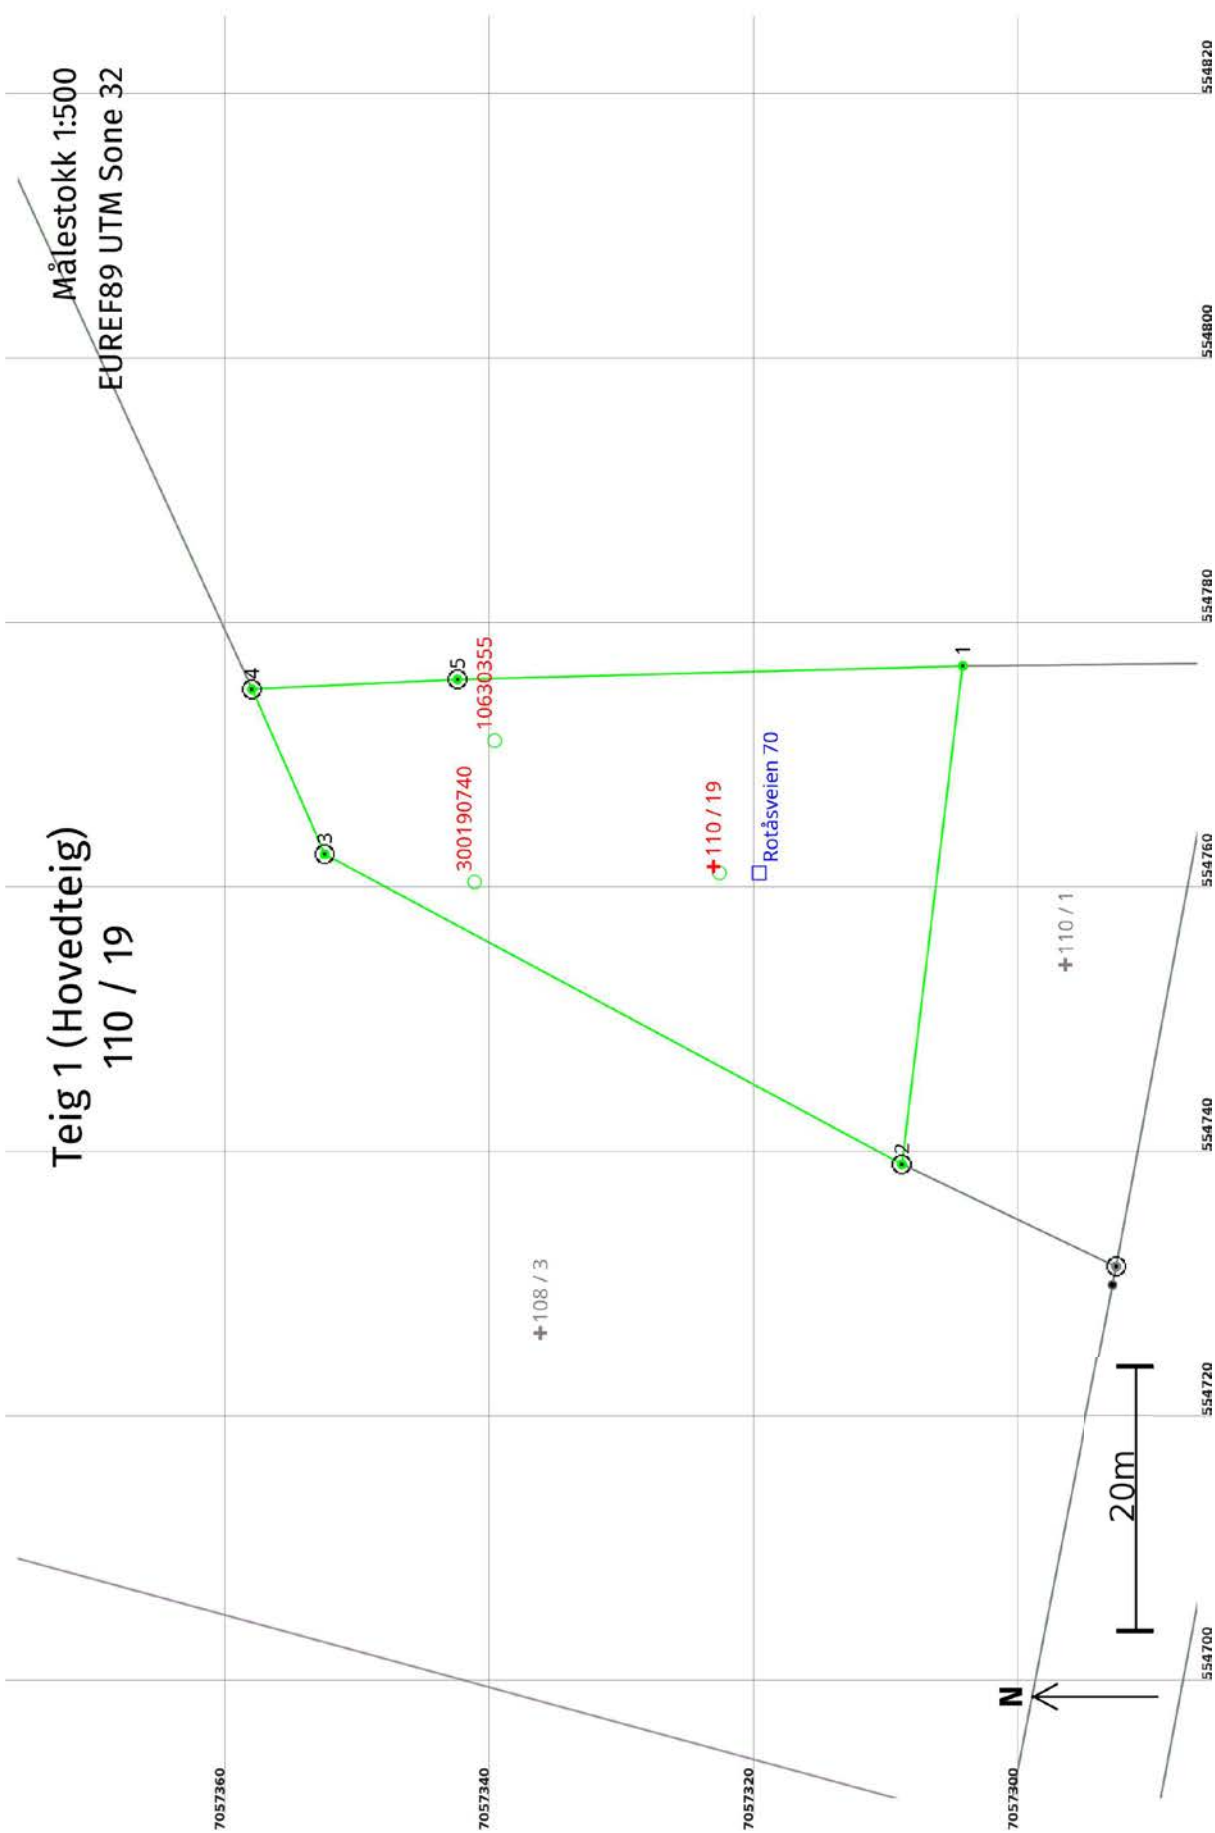 Teig 1 (Hovedteig)
110 / 19
Målestokk 1:500
EUREF89 UTM Sone 32
4
3
5
300190740
10630355
+108 / 3
+110 / 19
Rotåsveien 70
2
1
+110 / 1
N
20m
7057360
7057340
7057320
7057300
554700
554720
554740
554760
554780
554800
554820